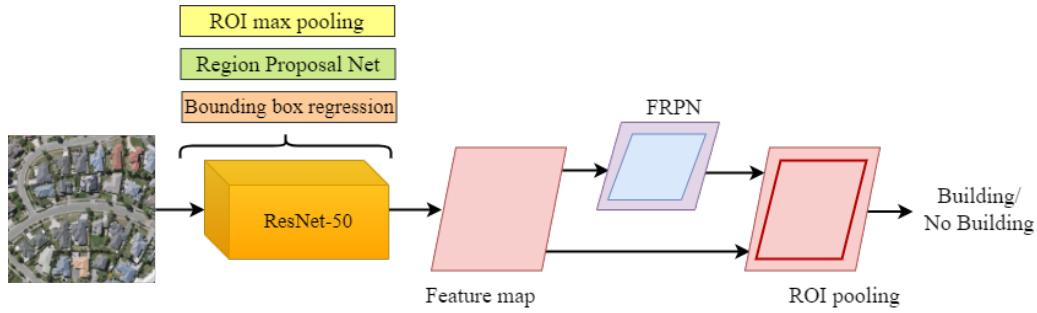 ROI max pooling
Region Proposal Net
Bounding box regression
FRPN
ResNet-50
Building/
No Building
Feature map
ROI pooling